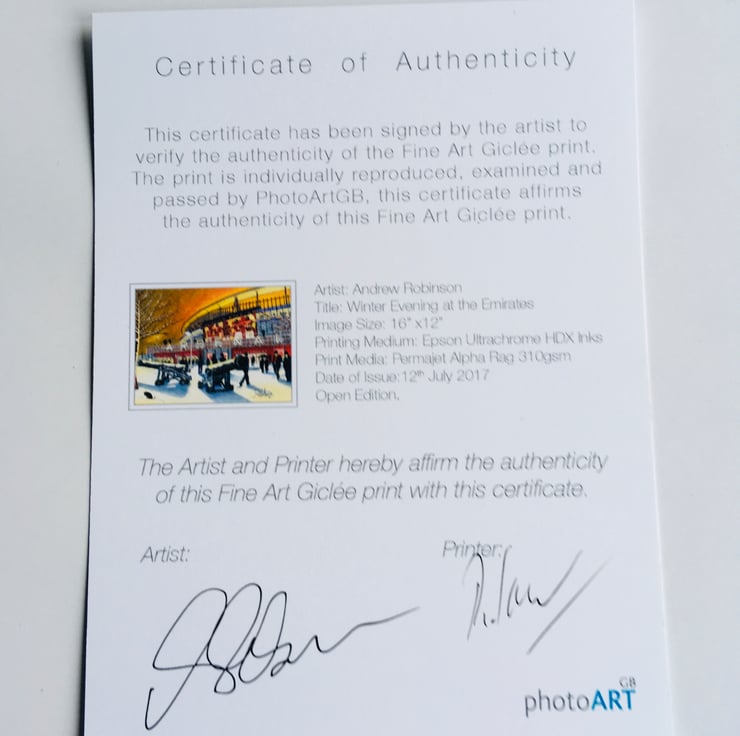 Certificate of Authenticity
This certificate has been signed by the artist to
verify the authenticity of the Fine Art Giclée print.
The print is individually reproduced, examined and
passed by PhotoArtGB, this certificate affirms
the authenticity of this Fine Art Giclée print.
Artist: Andrew Robinson
Title: Winter Evening at the Emirates
Image Size: 16" x12"
Printing Medium: Epson Ultrachrome HDX Inks
Print Media: Permajet Alpha Rag 310gsm
Date of Issue:12th July 2017
Open Edition.
The Artist and Printer hereby affirm the authenticity
of this Fine Art Giclée print with this certificate.
Artist:
Printer:
GB
photoART